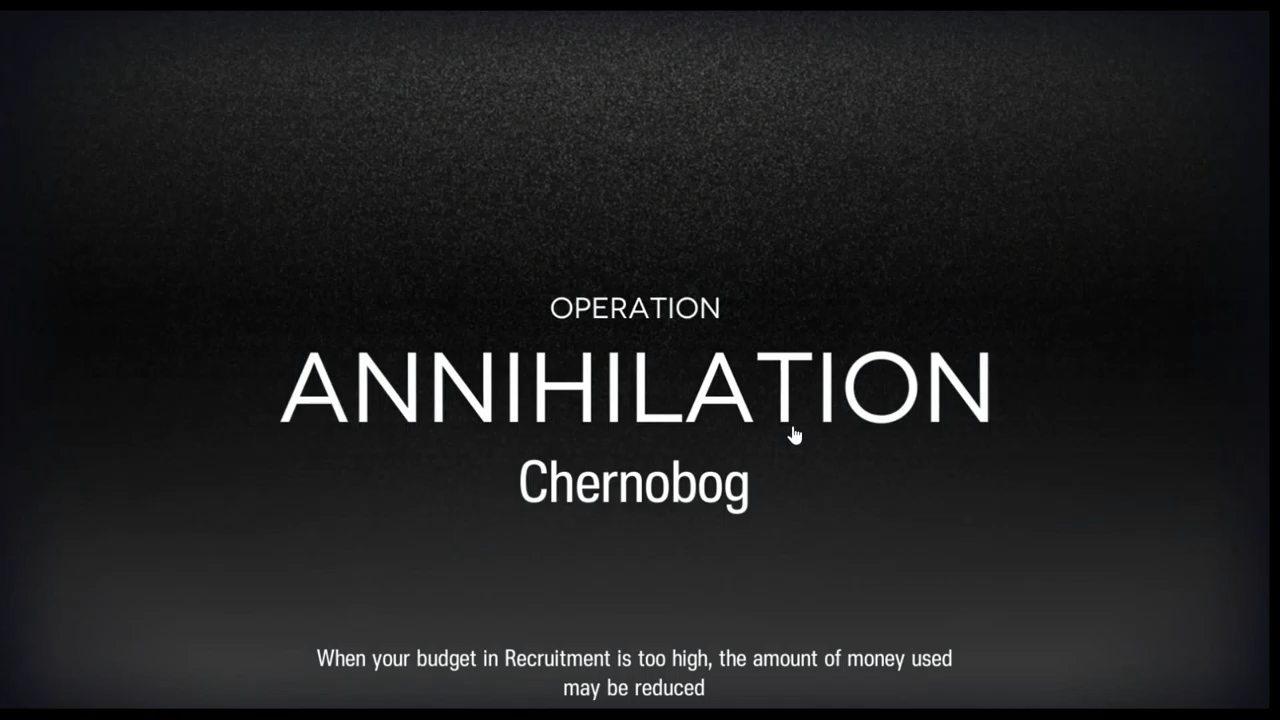 OPERATION
ANNIHILATION
Chernobog
When your budget in Recruitment is too high, the amount of money used
may be reduced